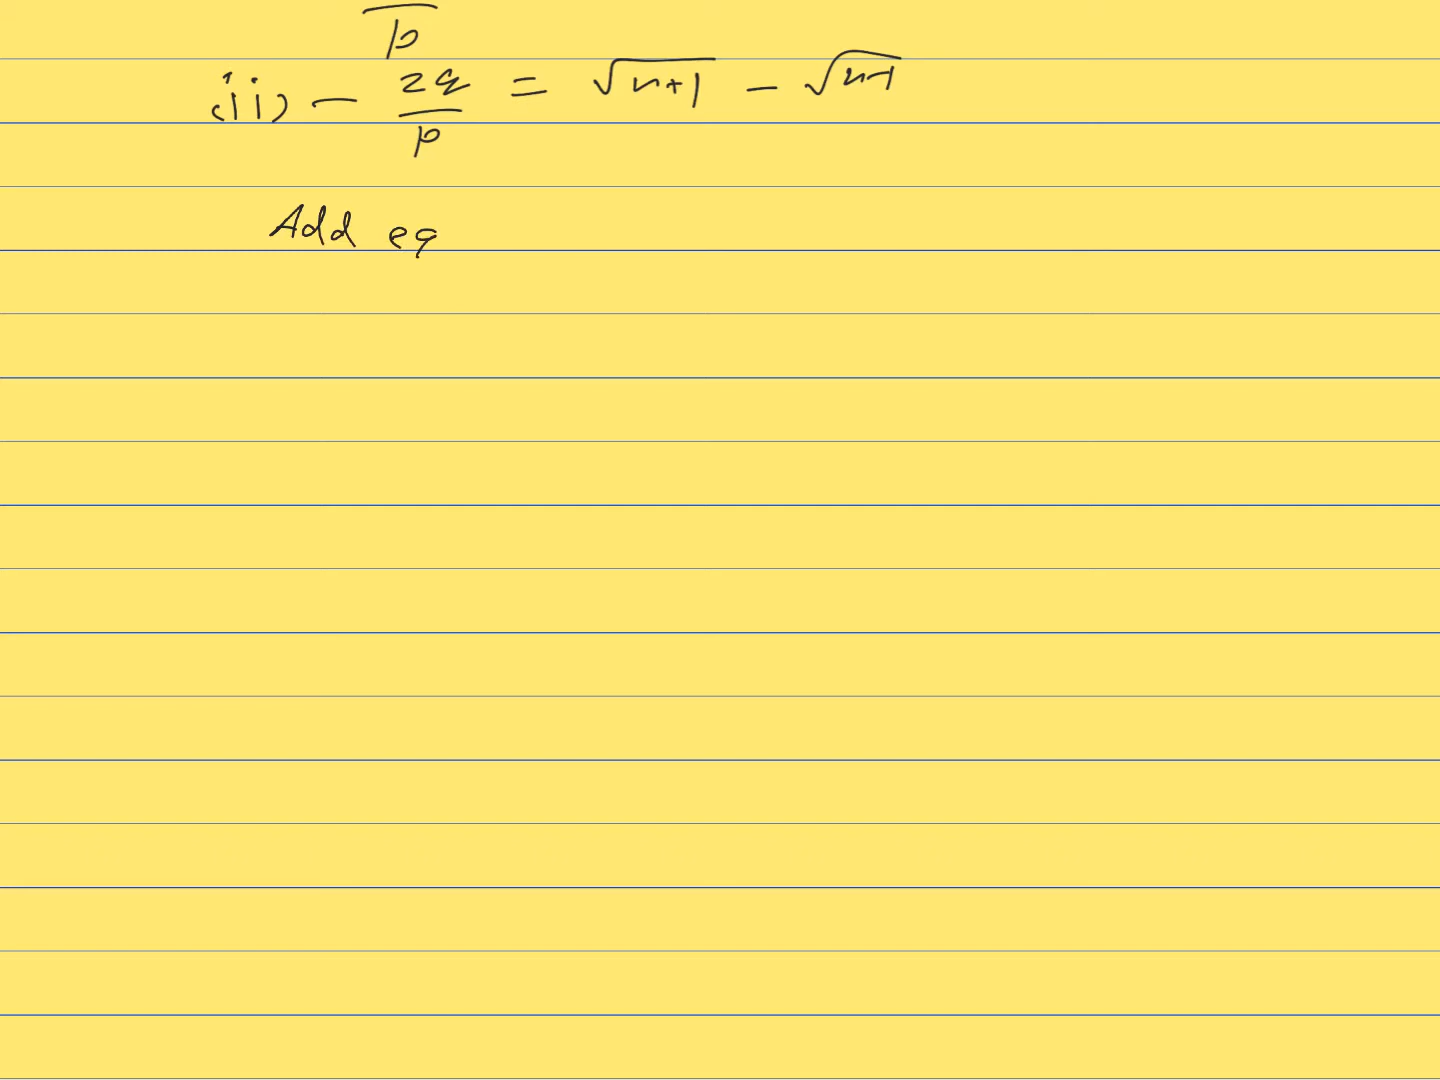 p
(ii) - 2q/p = √(n+1) - √(n-1)
Add eq